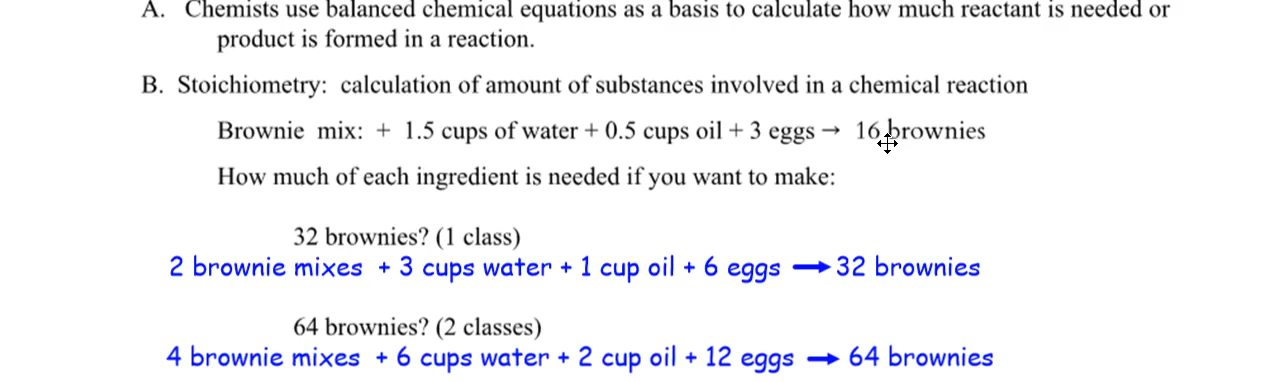 A. Chemists use balanced chemical equations as a basis to calculate how much reactant is needed or
product is formed in a reaction.
B. Stoichiometry: calculation of amount of substances involved in a chemical reaction
Brownie mix: + 1.5 cups of water + 0.5 cups oil + 3 eggs → 16 brownies
How much of each ingredient is needed if you want to make:
32 brownies? (1 class)
2 brownie mixes + 3 cups water + 1 cup oil + 6 eggs → 32 brownies
64 brownies? (2 classes)
4 brownie mixes + 6 cups water + 2 cup oil + 12 eggs → 64 brownies